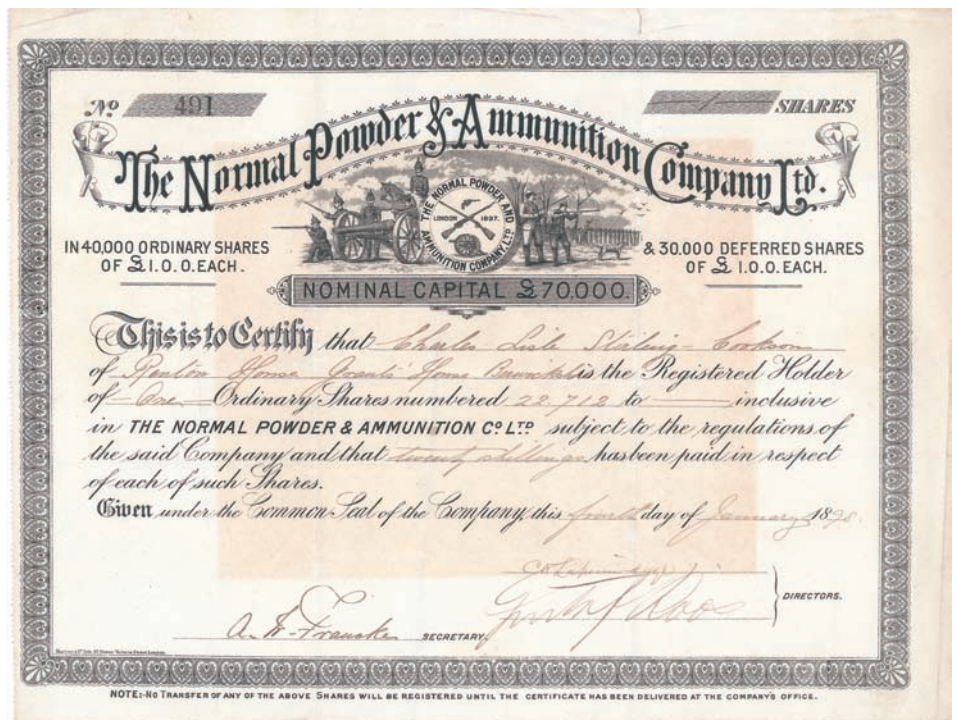 No 491 1 SHARES
The Normal Powder & Ammunition Company Ltd.
THE NORMAL POWDER AND AMMUNITION COMPANY, LTD.
LONDON 1897.
IN 40,000 ORDINARY SHARES
OF £1.0.0. EACH.
& 30.000 DEFERRED SHARES
OF £ 1.0.0. EACH.
NOMINAL CAPITAL £70,000.
This is to Certify that Charles Lisle Stirling-Cookson
of Renton House Grants House is the Registered Holder
of One Ordinary Shares numbered 22,712 to inclusive
in THE NORMAL POWDER & AMMUNITION Co LTD subject to the regulations of
the said Company and that twenty shillings has been paid in respect
of each of such Shares.
Given under the Common Seal of the Company, this fourth day of January 1898.
DIRECTORS.
SECRETARY.
NOTE:-No TRANSFER OF ANY OF THE ABOVE SHARES WILL BE REGISTERED UNTIL THE CERTIFICATE HAS BEEN DELIVERED AT THE COMPANY'S OFFICE.